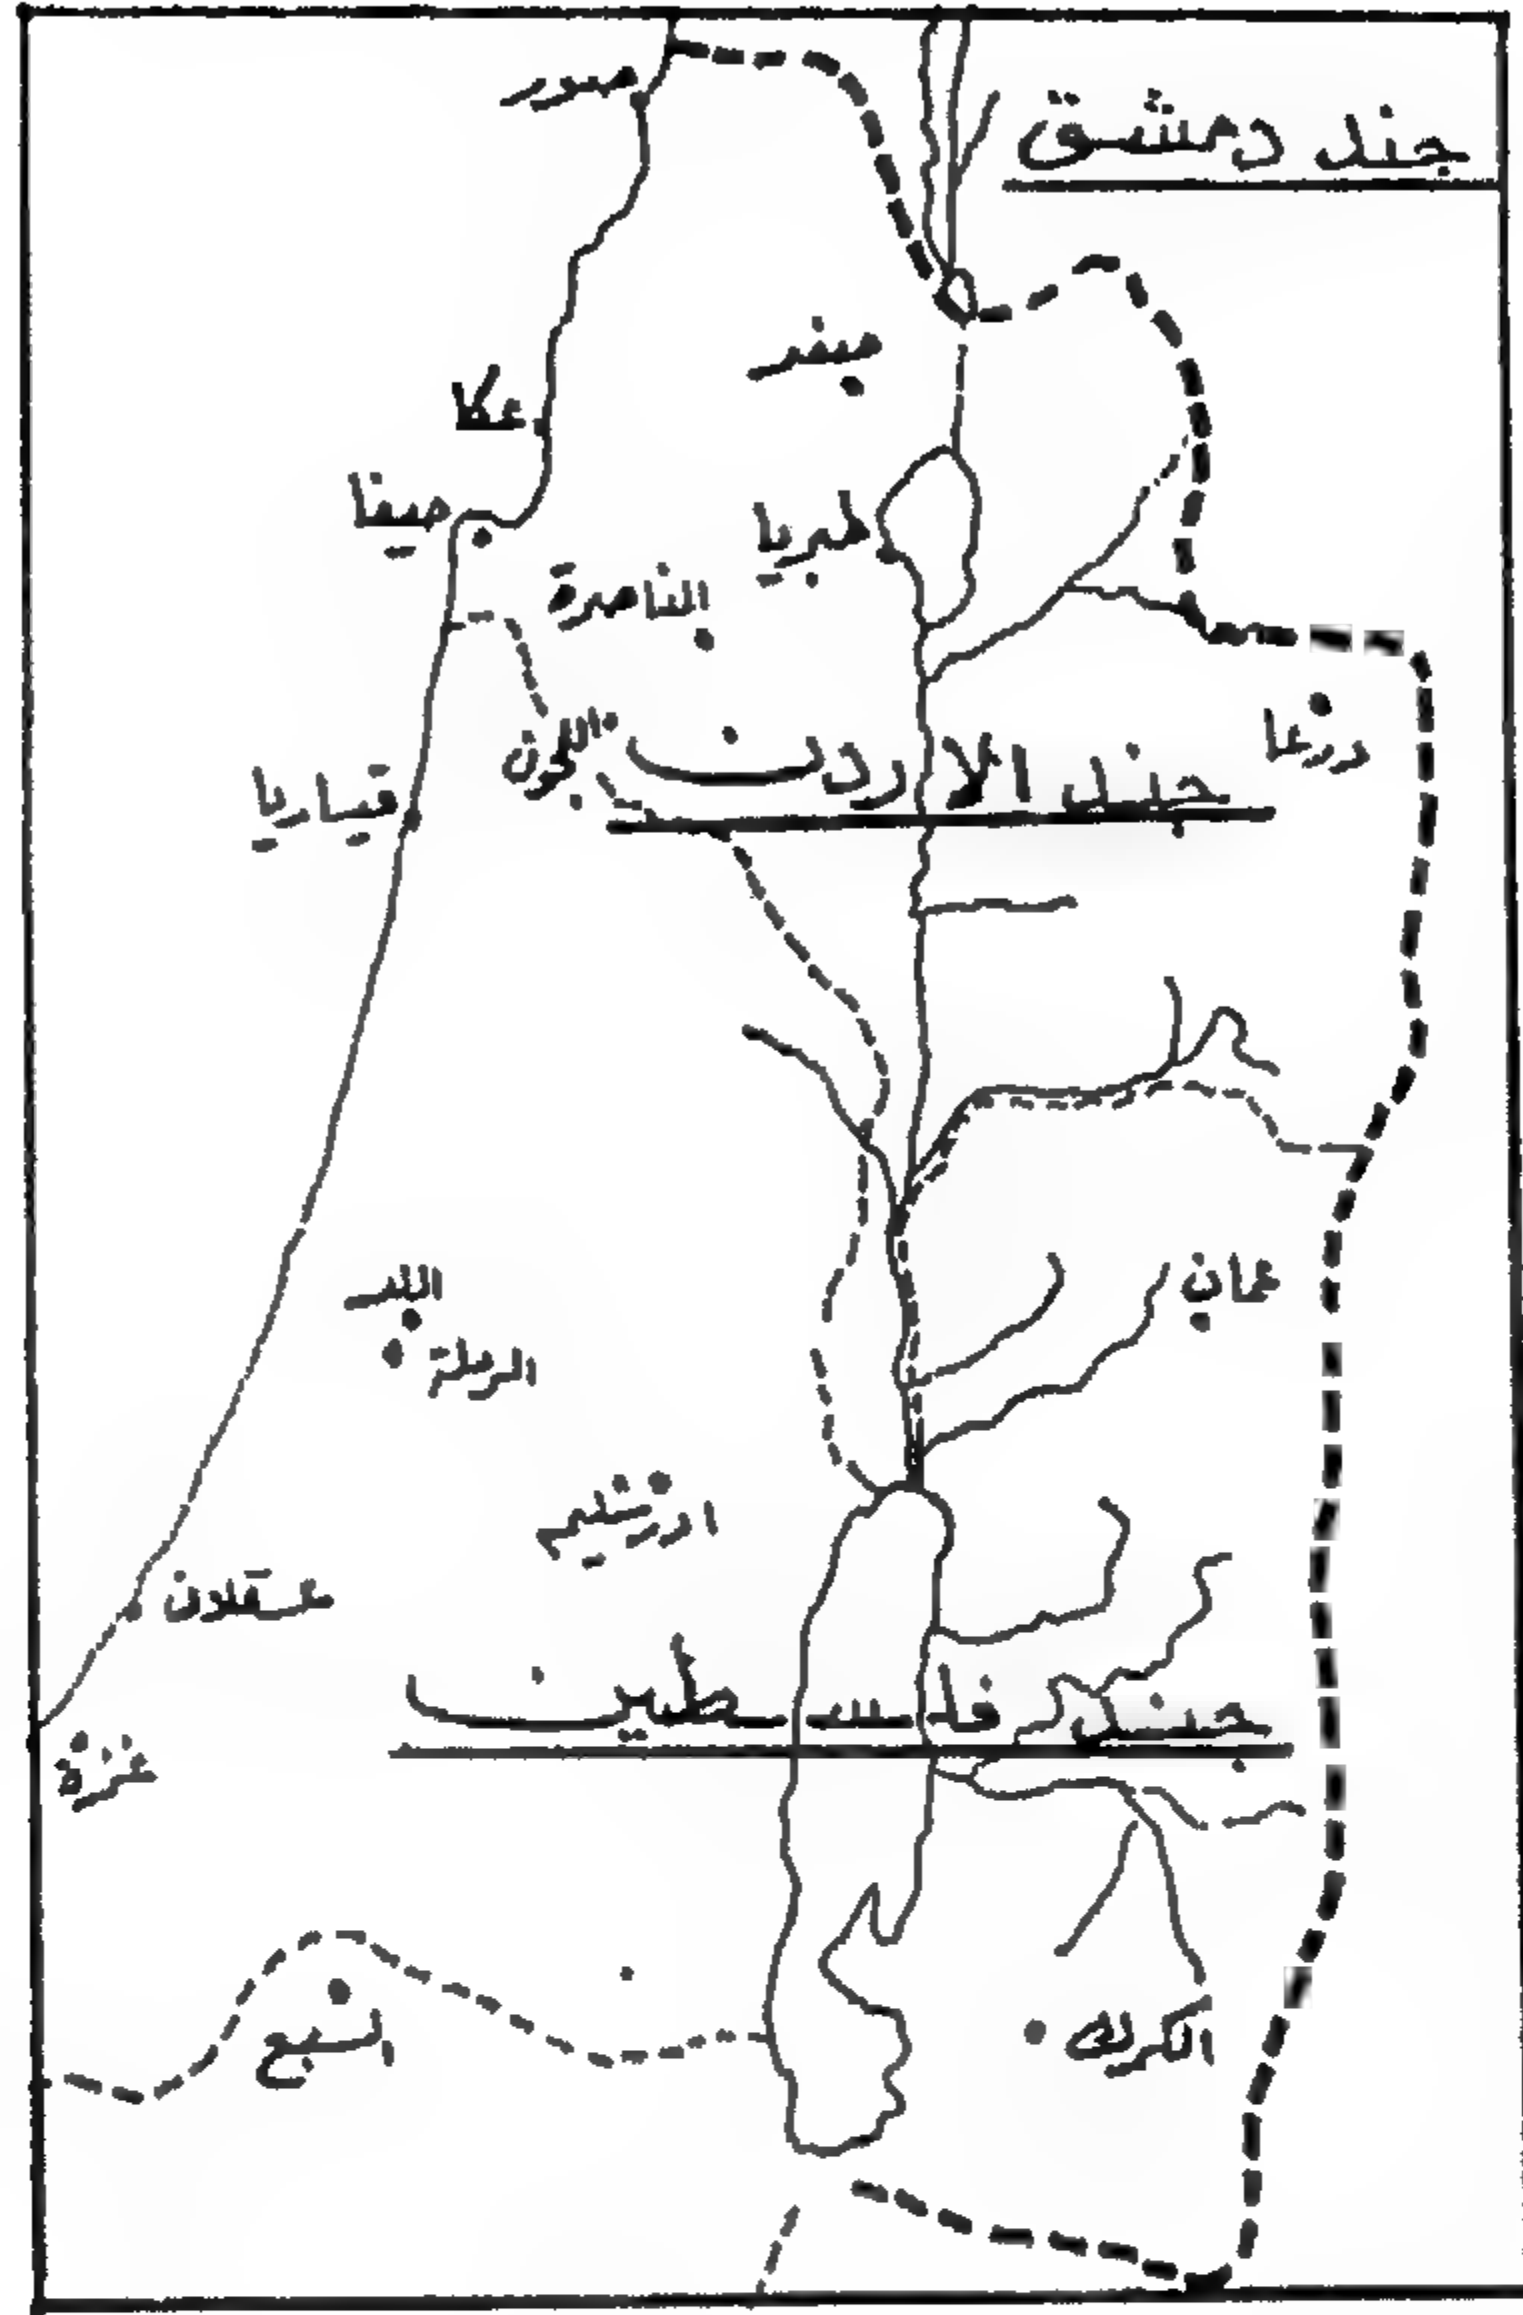 صور
جند دمشق
صفد
عكا
حيفا
طبريا
الناصرة
درعا
اللجون
جند الاردن
قيساريا
عمان
اللد
الرملة
اورشليم
عسقلان
جند فلسطين
غزة
السبع
الكرك